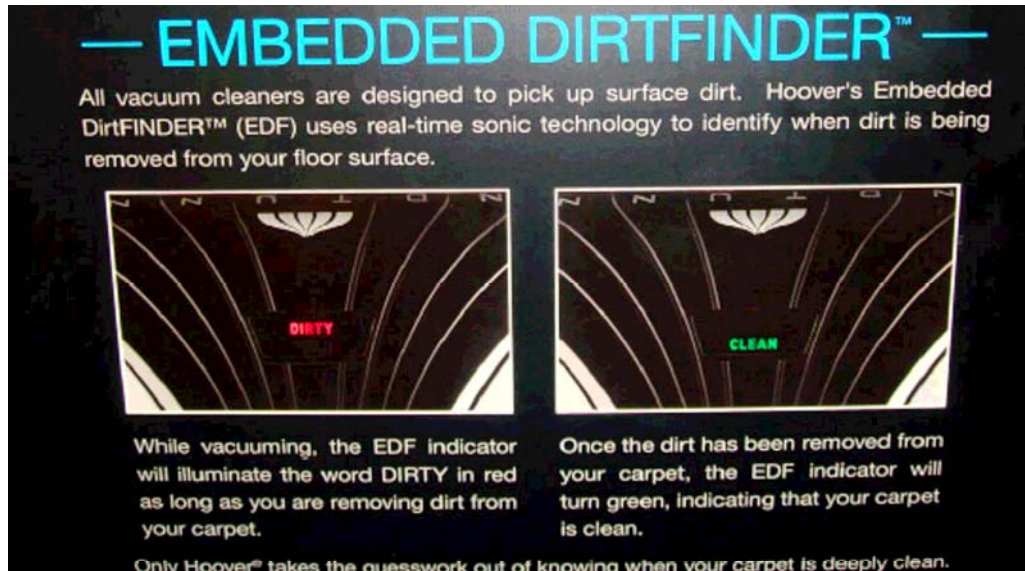 EMBEDDED DIRTFINDER™
All vacuum cleaners are designed to pick up surface dirt. Hoover's Embedded
DirtFINDER™ (EDF) uses real-time sonic technology to identify when dirt is being
removed from your floor surface.
DIRTY
CLEAN
While vacuuming, the EDF indicator
will illuminate the word DIRTY in red
as long as you are removing dirt from
your carpet.
Once the dirt has been removed from
your carpet, the EDF indicator will
turn green, indicating that your carpet
is clean.
Only Hoover® takes the guesswork out of knowing when your carpet is deeply clean.